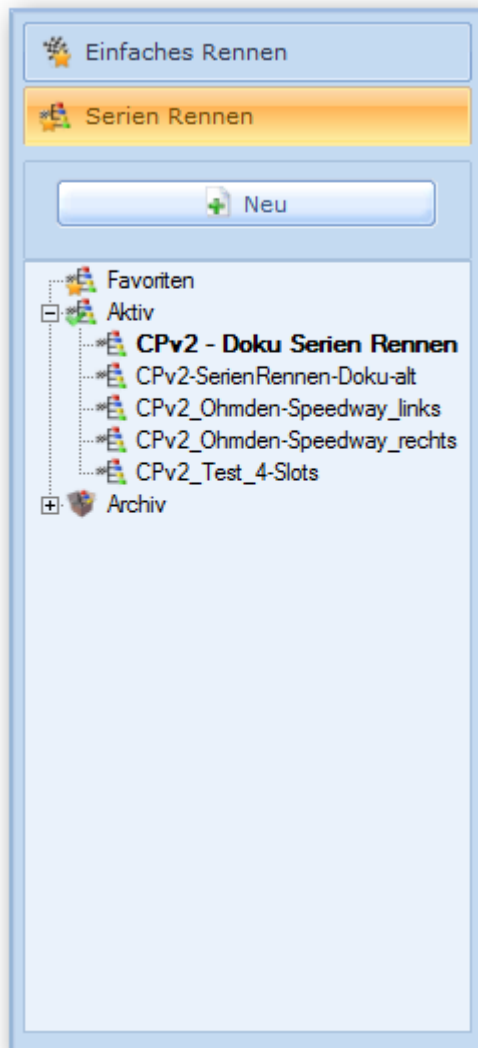 Einfaches Rennen
Serien Rennen
Neu
Favoriten
Aktiv
CPv2 - Doku Serien Rennen
CPv2-SerienRennen-Doku-alt
CPv2_Ohmden-Speedway_links
CPv2_Ohmden-Speedway_rechts
CPv2_Test_4-Slots
Archiv